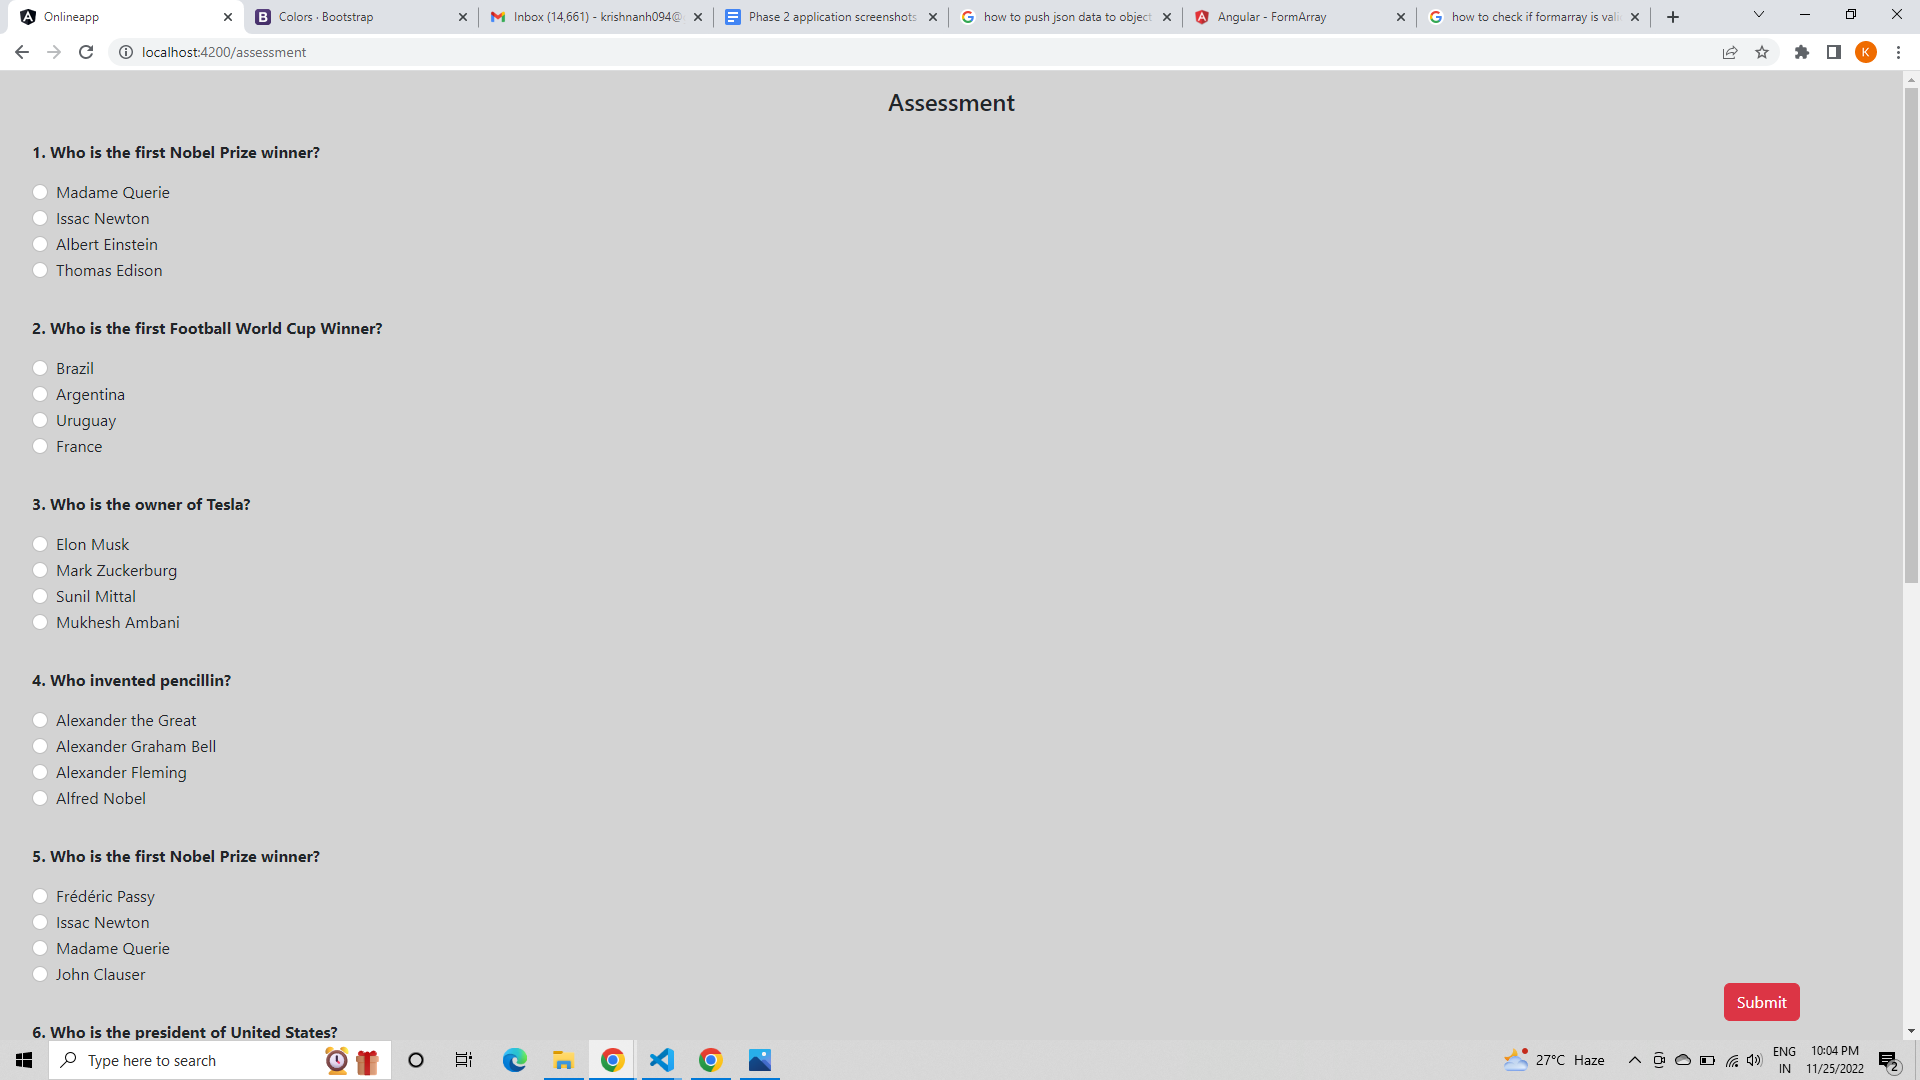 Onlineapp
Colors · Bootstrap
Inbox (14,661) - krishnanh094@
Phase 2 application screenshots
how to push json data to object
Angular - FormArray
how to check if formarray is vali
localhost:4200/assessment
K
Assessment
1. Who is the first Nobel Prize winner?
Madame Querie
Issac Newton
Albert Einstein
Thomas Edison
2. Who is the first Football World Cup Winner?
Brazil
Argentina
Uruguay
France
3. Who is the owner of Tesla?
Elon Musk
Mark Zuckerburg
Sunil Mittal
Mukhesh Ambani
4. Who invented pencillin?
Alexander the Great
Alexander Graham Bell
Alexander Fleming
Alfred Nobel
5. Who is the first Nobel Prize winner?
Frédéric Passy
Issac Newton
Madame Querie
John Clauser
Submit
6. Who is the president of United States?
Type here to search
27°C Haze
ENG
IN
10:04 PM
11/25/2022
2